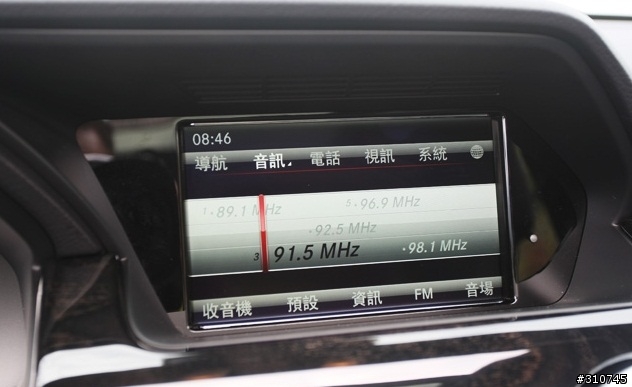 08:46
導航 音訊 電話 視訊 系統
1 89.1 MHz 5 96.9 MHz
92.5 MHz
3 91.5 MHz 98.1 MHz
收音機 預設 資訊 FM 音場
#310745